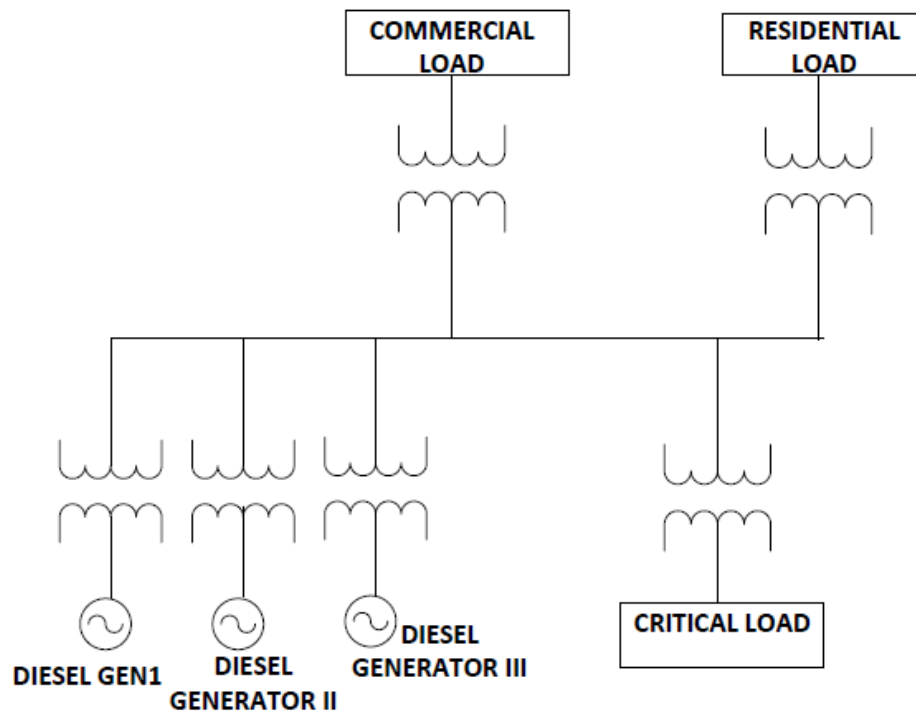 COMMERCIAL
LOAD
RESIDENTIAL
LOAD
DIESEL GEN1
DIESEL
GENERATOR II
DIESEL
GENERATOR III
CRITICAL LOAD